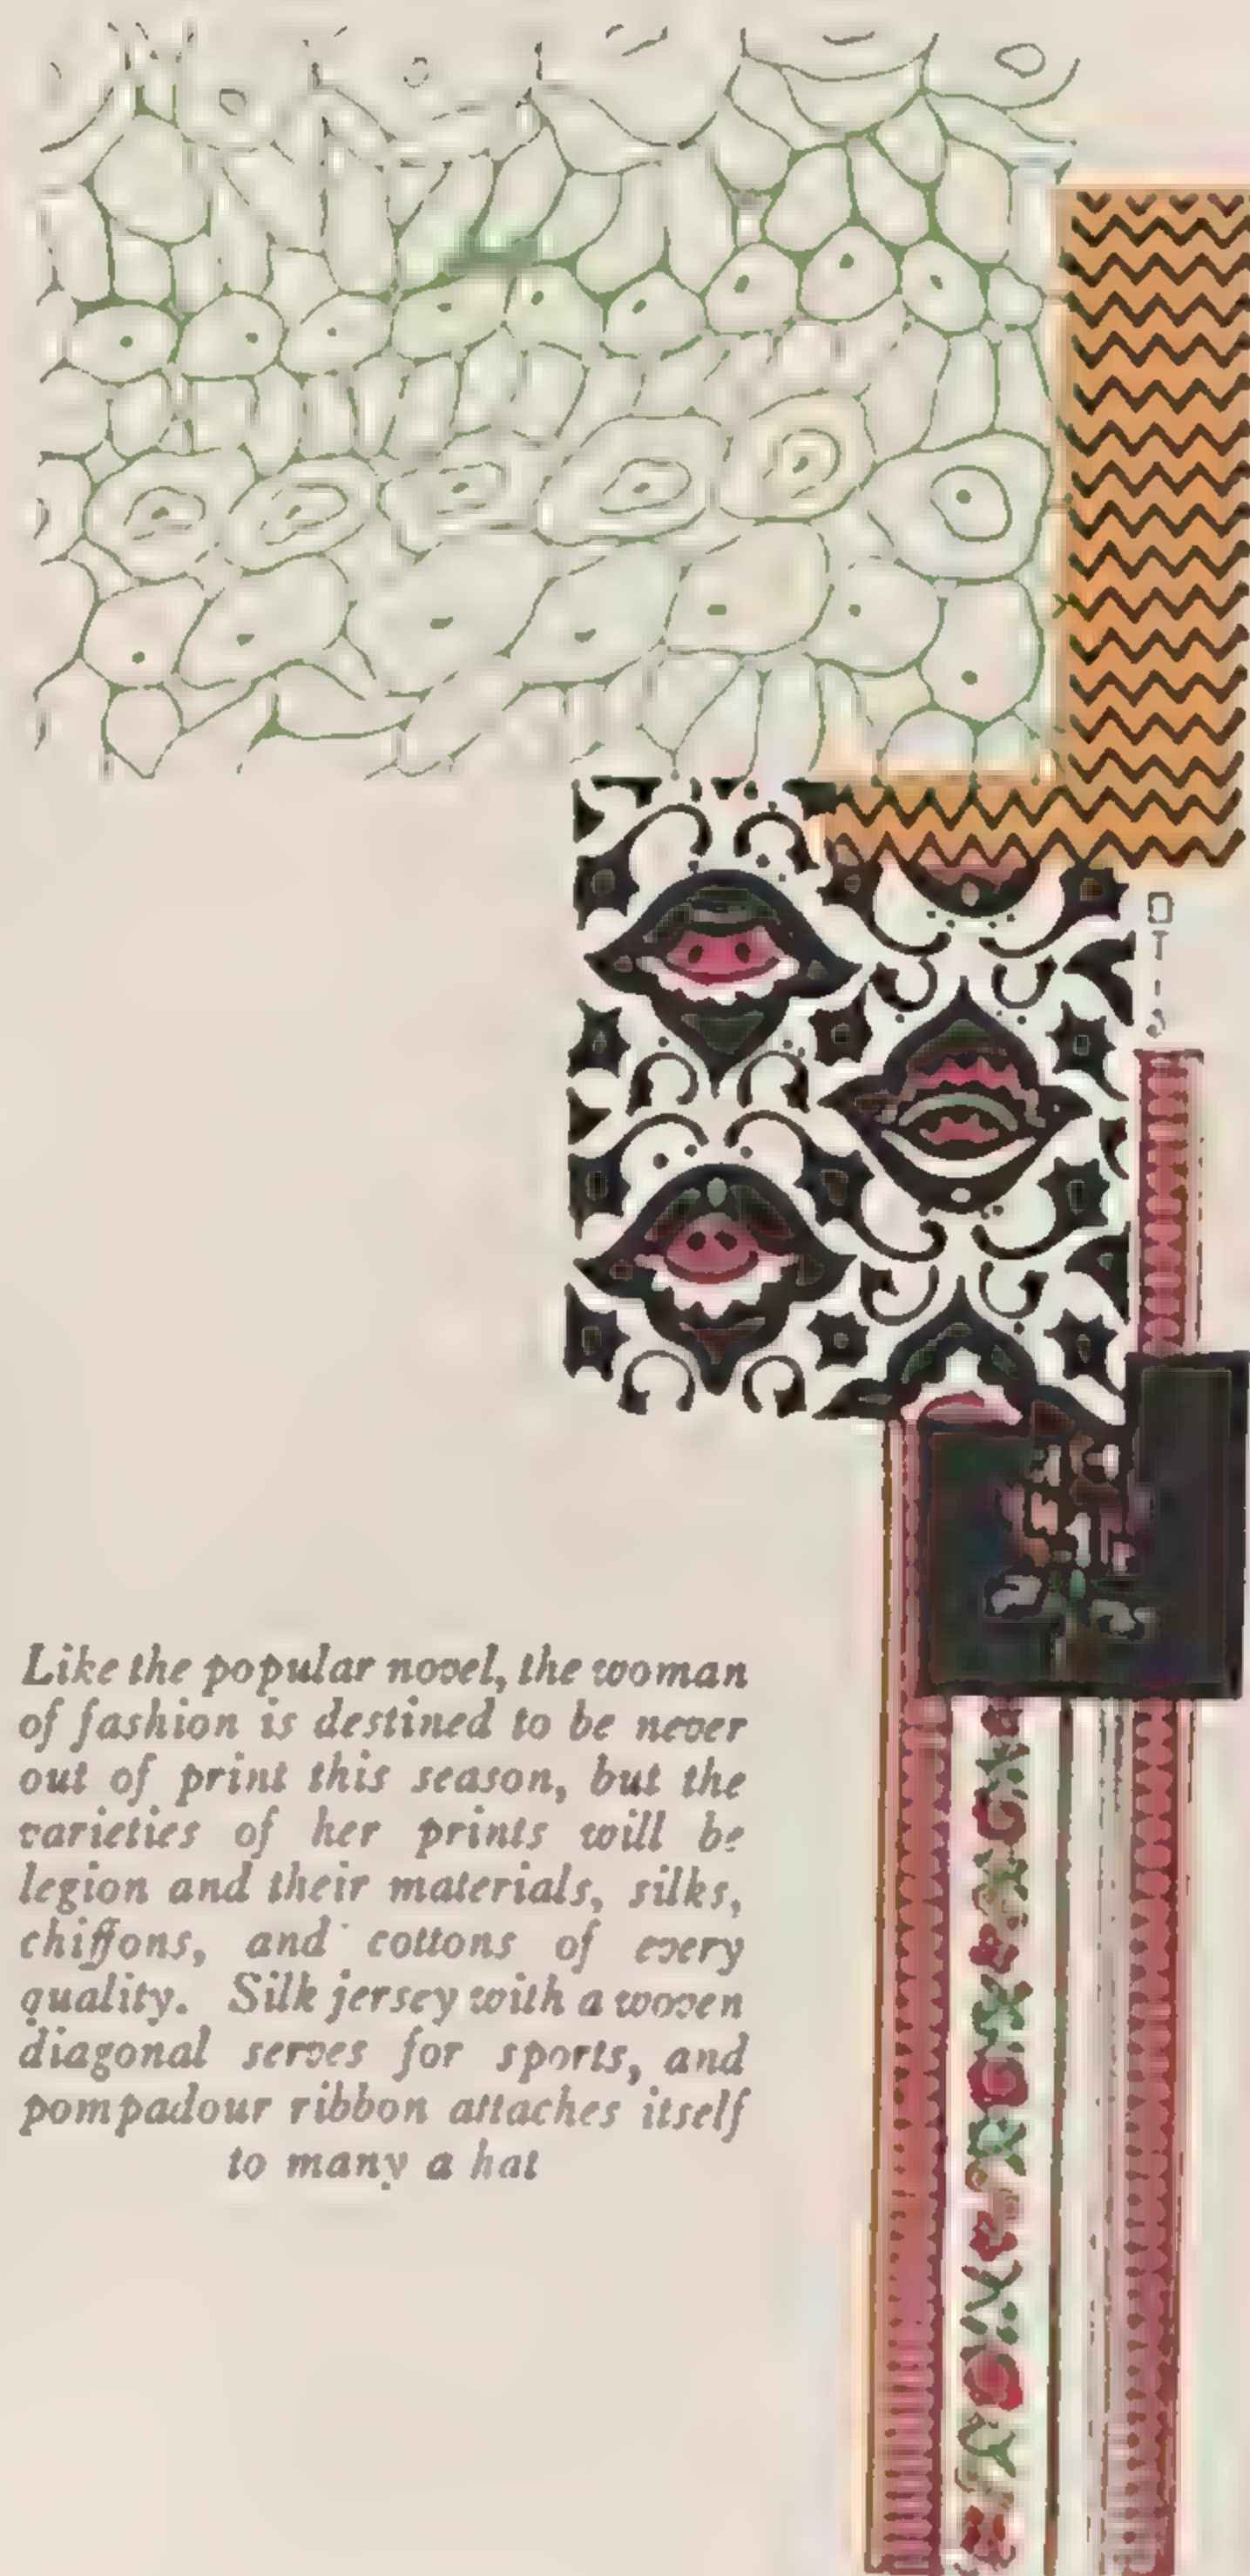 Like the popular novel, the woman
of fashion is destined to be never
out of print this season, but the
varieties of her prints will be
legion and their materials, silks,
chiffons, and cottons of every
quality. Silk jersey with a woven
diagonal serves for sports, and
pompadour ribbon attaches itself
to many a hat